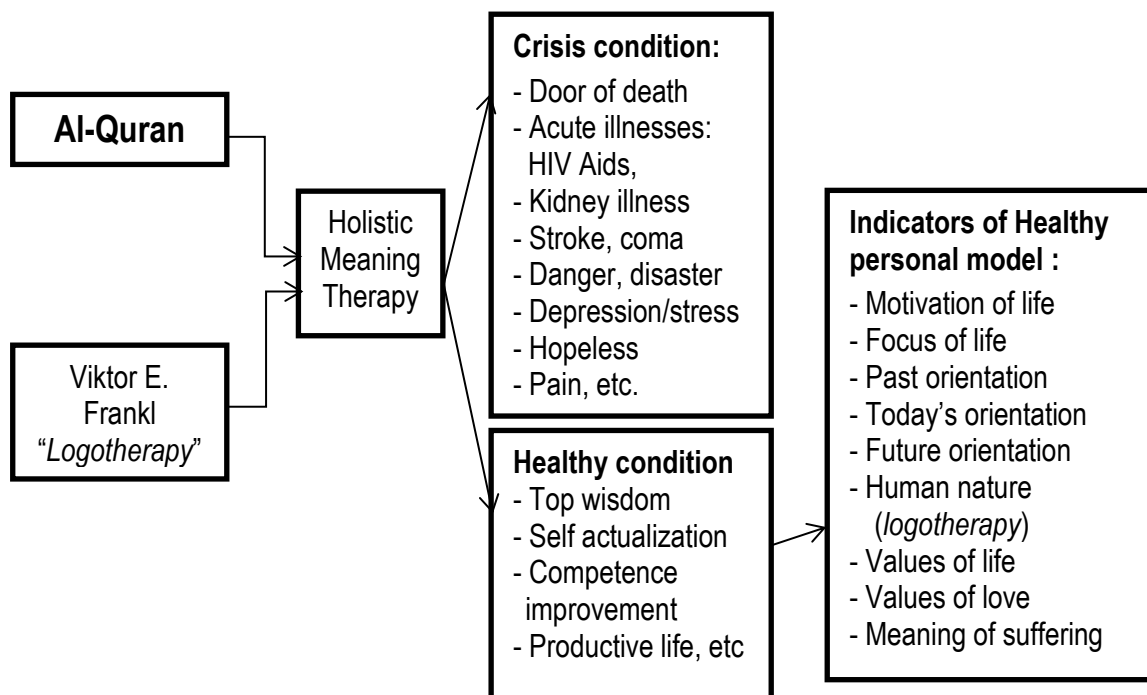 Al-Quran
Viktor E.
Frankl
“Logotherapy”
Holistic
Meaning
Therapy
Crisis condition:
- Door of death
- Acute illnesses:
HIV Aids,
- Kidney illness
- Stroke, coma
- Danger, disaster
- Depression/stress
- Hopeless
- Pain, etc.
Healthy condition
- Top wisdom
- Self actualization
- Competence
improvement
- Productive life, etc
Indicators of Healthy
personal model :
- Motivation of life
- Focus of life
- Past orientation
- Today’s orientation
- Future orientation
- Human nature
(logotherapy)
- Values of life
- Values of love
- Meaning of suffering